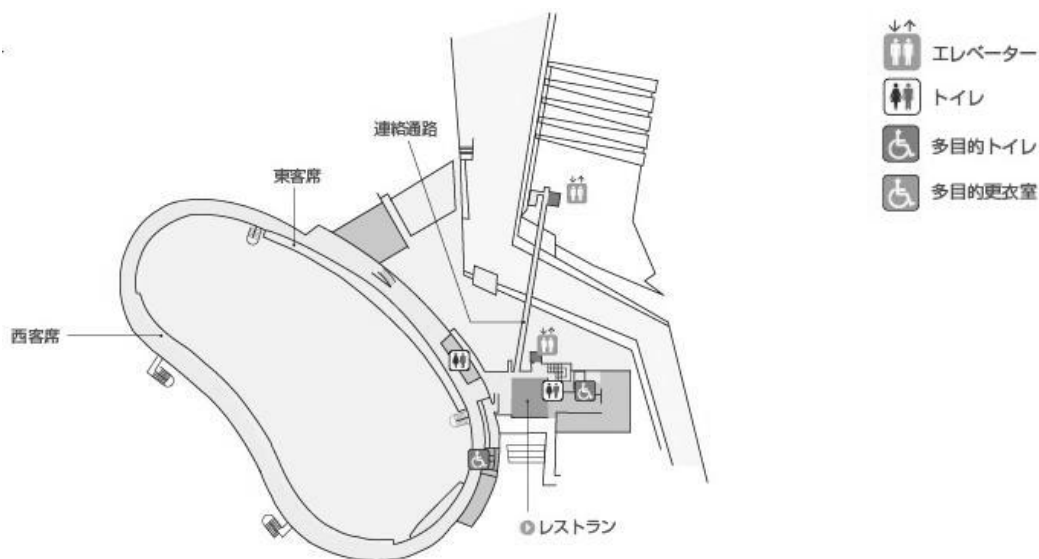 エレベーター
トイレ
多目的トイレ
多目的更衣室
連絡通路
東客席
西客席
レストラン